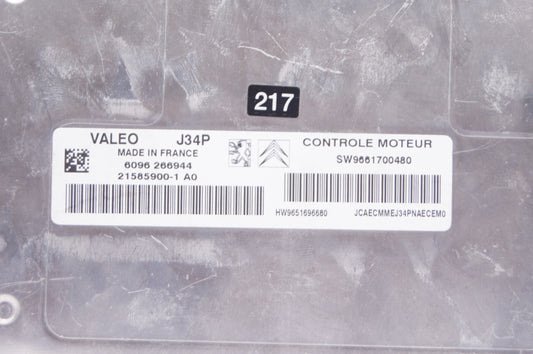 217
VALEO J34P
MADE IN FRANCE
6096 266944
21585900-1 A0
CONTROLE MOTEUR
SW9661700480
HW9651696680 JCAECMMEJ34PNAECEM0